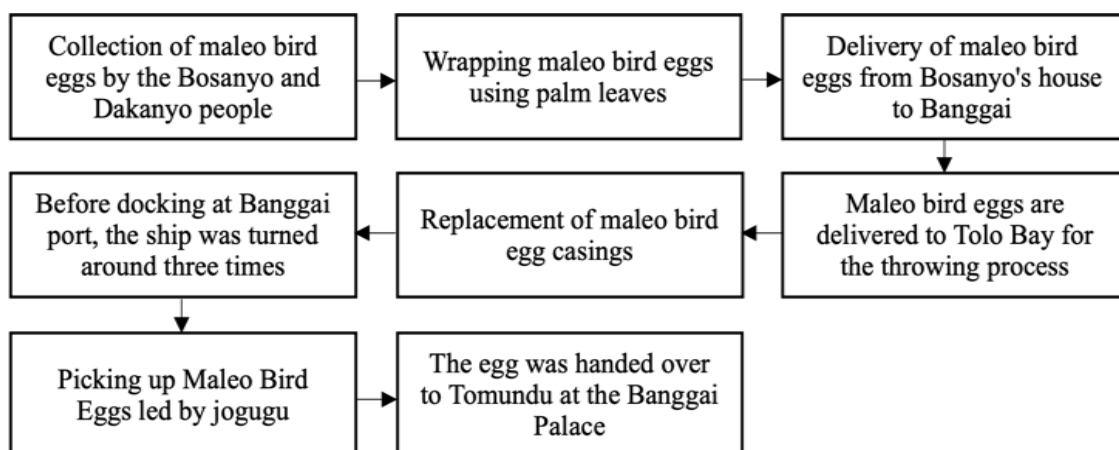 Collection of maleo bird
eggs by the Bosanyo and
Dakanyo people
Wrapping maleo bird eggs
using palm leaves
Delivery of maleo bird
eggs from Bosanyo's house
to Banggai
Maleo bird eggs are
delivered to Tolo Bay for
the throwing process
Replacement of maleo bird
egg casings
Before docking at Banggai
port, the ship was turned
around three times
Picking up Maleo Bird
Eggs led by jogugu
The egg was handed over
to Tomundu at the Banggai
Palace